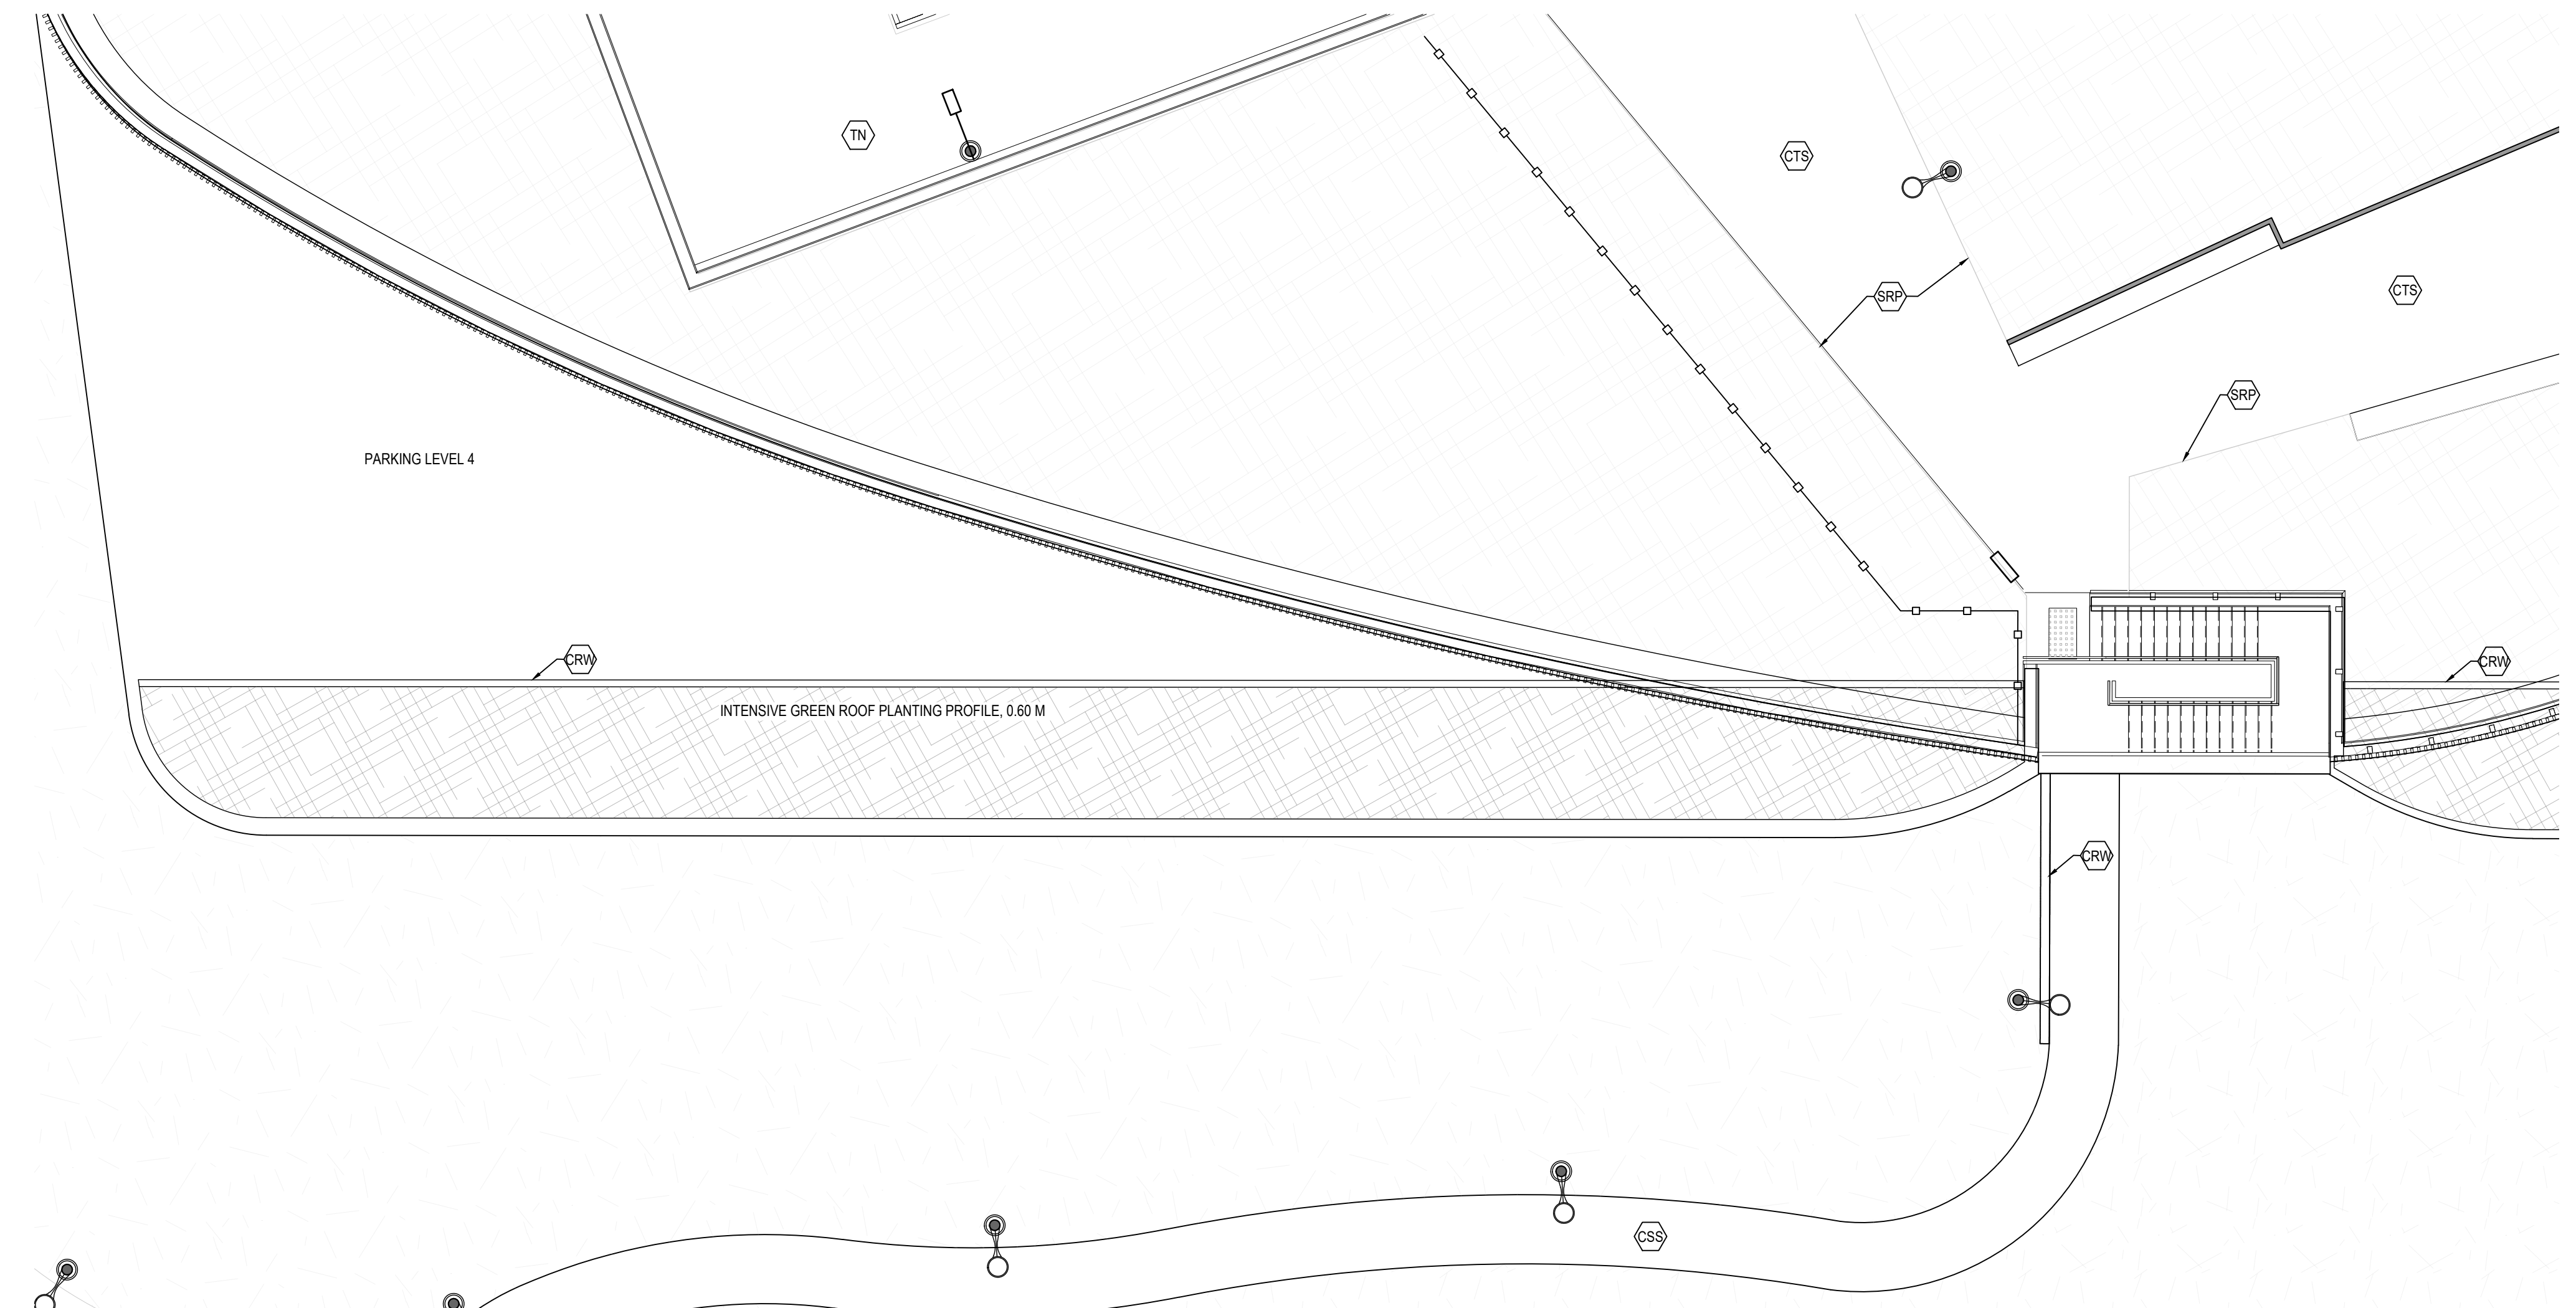 TN
CTS
CTS
SRP
SRP
PARKING LEVEL 4
CRW
CRW
INTENSIVE GREEN ROOF PLANTING PROFILE, 0.60 M
CRW
CSS